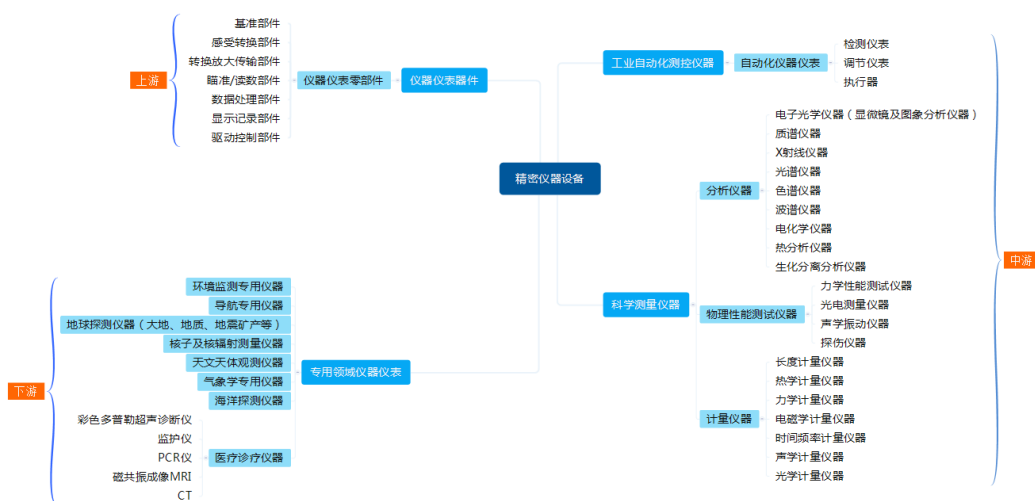 精密仪器设备
上游
仪器仪表器件
仪器仪表零部件
基准部件
感受转换部件
转换放大传输部件
瞄准/读数部件
数据处理部件
显示记录部件
驱动控制部件
中游
工业自动化测控仪器
自动化仪器仪表
检测仪表
调节仪表
执行器
科学测量仪器
分析仪器
电子光学仪器（显微镜及图象分析仪器）
质谱仪器
X射线仪器
光谱仪器
色谱仪器
波谱仪器
电化学仪器
热分析仪器
生化分离分析仪器
物理性能测试仪器
力学性能测试仪器
光电测量仪器
声学振动仪器
探伤仪器
计量仪器
长度计量仪器
热学计量仪器
力学计量仪器
电磁学计量仪器
时间频率计量仪器
声学计量仪器
光学计量仪器
下游
专用领域仪器仪表
环境监测专用仪器
导航专用仪器
地球探测仪器（大地、地质、地震矿产等）
核子及核辐射测量仪器
天文天体观测仪器
气象学专用仪器
海洋探测仪器
医疗诊疗仪器
彩色多普勒超声诊断仪
监护仪
PCR仪
磁共振成像MRI
CT